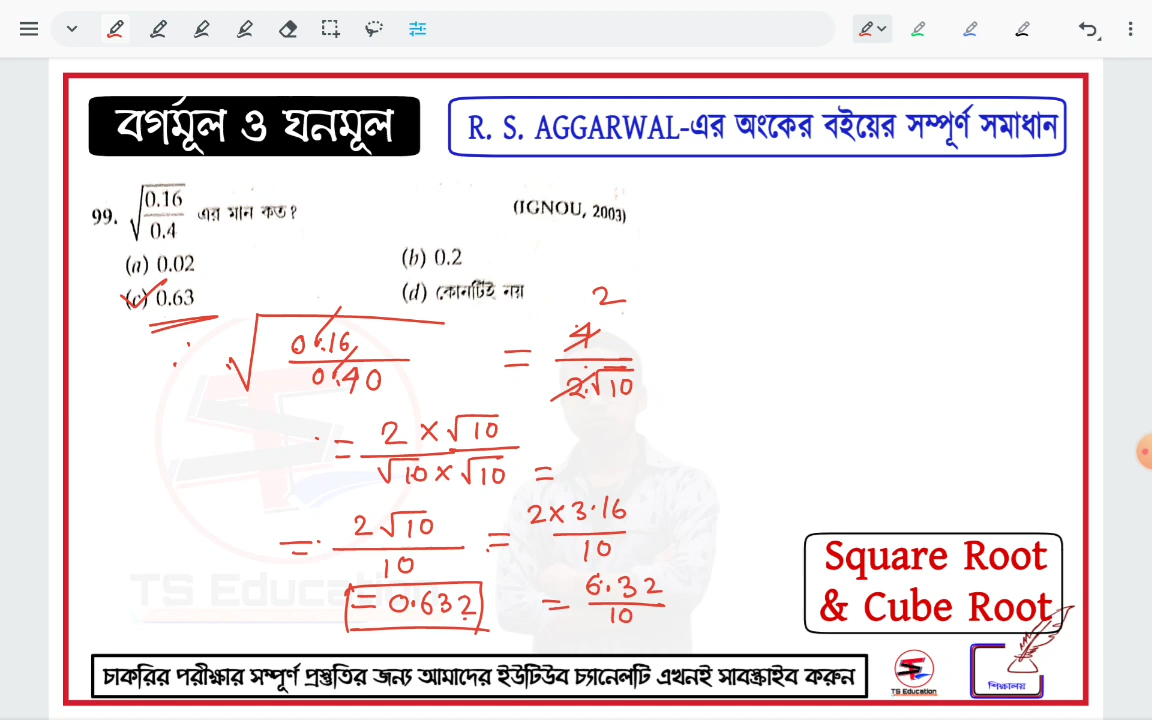 বর্গমূল ও ঘনমূল
R. S. AGGARWAL-এর অংকের বইয়ের সম্পূর্ণ সমাধান
99. √(0.16/0.4) এর মান কত?
(IGNOU, 2003)
(a) 0.02
(b) 0.2
(c) 0.63
(d) কোনটিই নয়
∴ √(0.16/0.40) = 4/2√10 2
= 2 × √10 / √10 × √10 =
= 2√10 / 10 = 2 × 3.16 / 10
= 0.632 = 6.32 / 10
TS Education
Square Root
& Cube Root
চাকরির পরীক্ষার সম্পূর্ণ প্রস্তুতির জন্য আমাদের ইউটিউব চ্যানেলটি এখনই সাবস্ক্রাইব করুন
TS Education
শিক্ষালয়